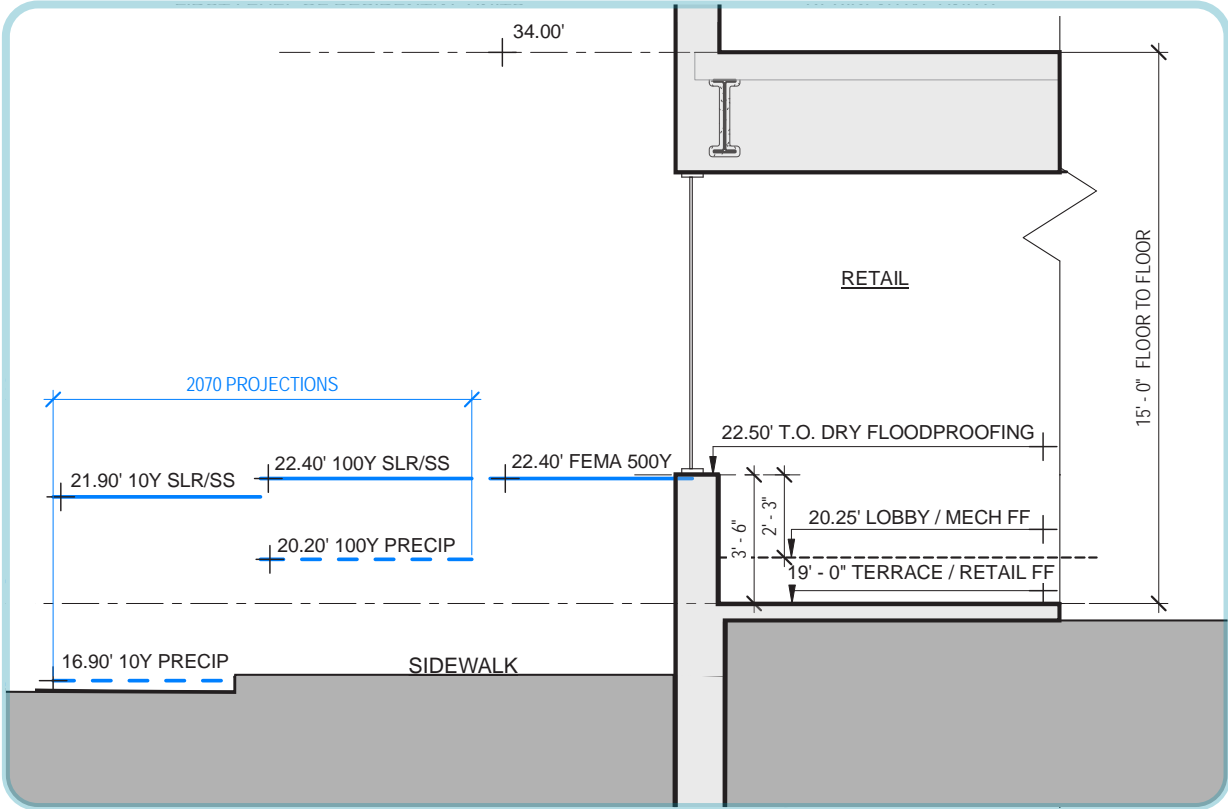 34.00'
RETAIL
15' - 0" FLOOR TO FLOOR
2070 PROJECTIONS
22.50' T.O. DRY FLOODPROOFING
21.90' 10Y SLR/SS
22.40' 100Y SLR/SS
22.40' FEMA 500Y
3' - 6"
2' - 3"
20.25' LOBBY / MECH FF
20.20' 100Y PRECIP
19' - 0" TERRACE / RETAIL FF
16.90' 10Y PRECIP
SIDEWALK